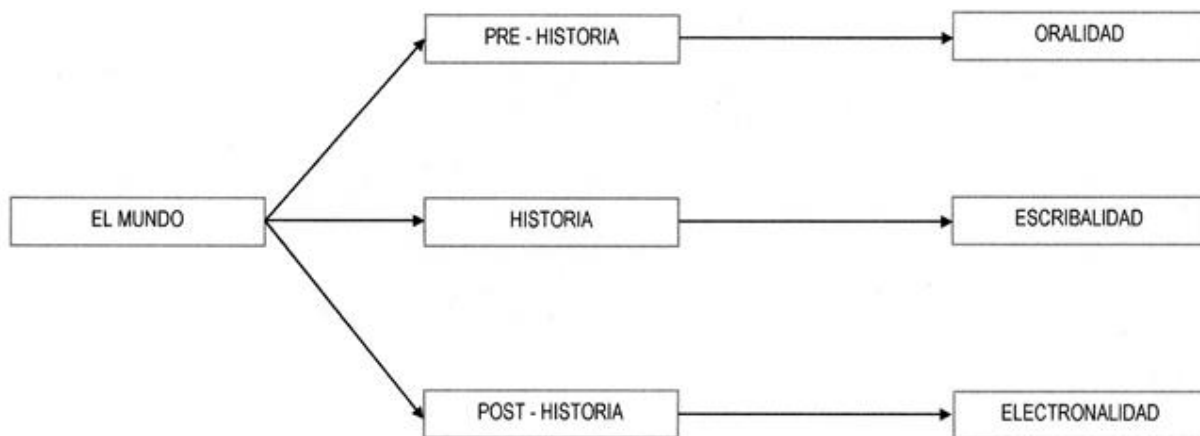 PRE - HISTORIA
ORALIDAD
EL MUNDO
HISTORIA
ESCRIBALIDAD
POST - HISTORIA
ELECTRONALIDAD